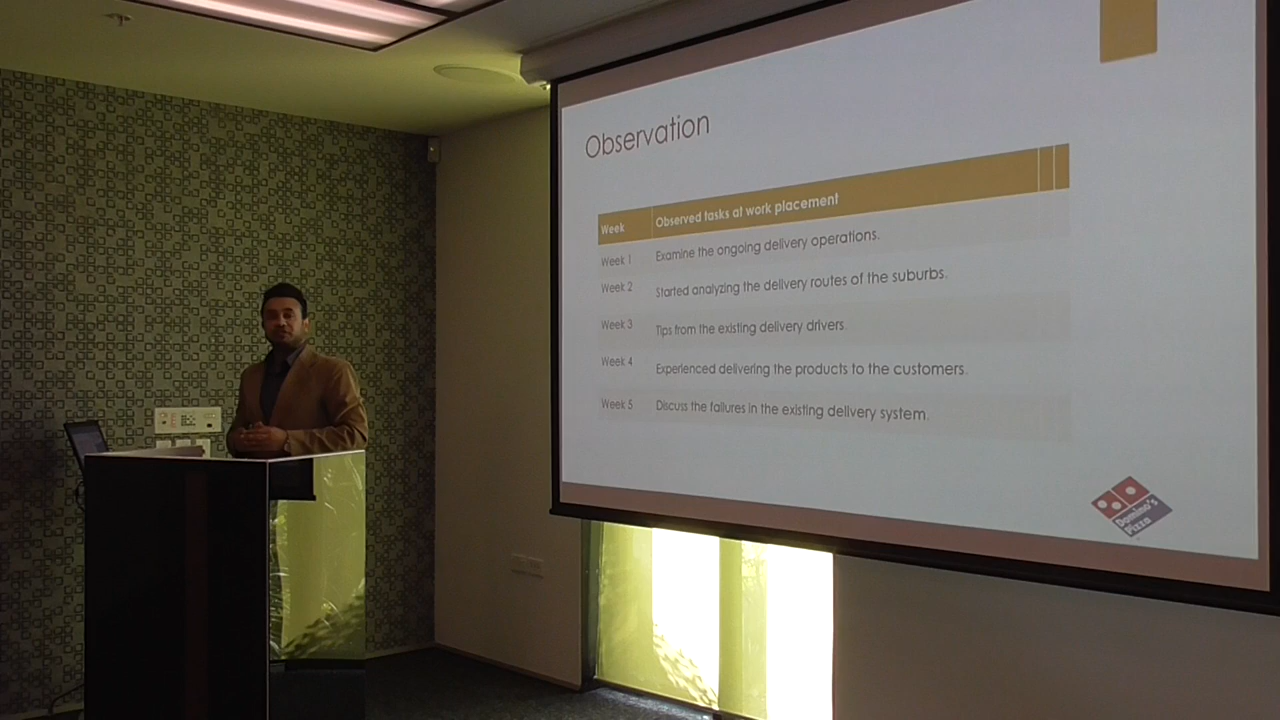 Observation
Week Observed tasks at work placement
Week 1 Examine the ongoing delivery operations.
Week 2 Started analyzing the delivery routes of the suburbs.
Week 3 Tips from the existing delivery drivers.
Week 4 Experienced delivering the products to the customers.
Week 5 Discuss the failures in the existing delivery system.
Domino's
Pizza